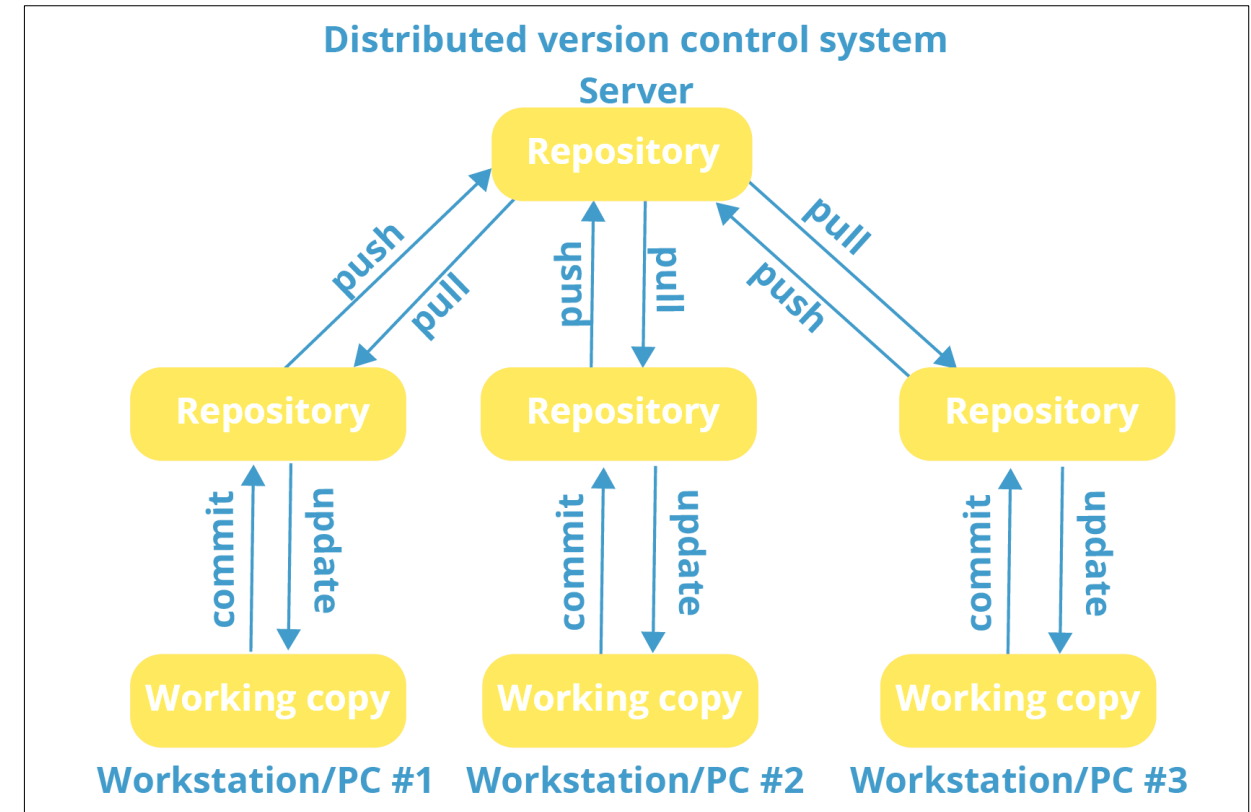 Distributed version control system
Server
Repository
push
pull
push
pull
push
pull
Repository
Repository
Repository
commit
update
commit
update
commit
update
Working copy
Working copy
Working copy
Workstation/PC #1
Workstation/PC #2
Workstation/PC #3